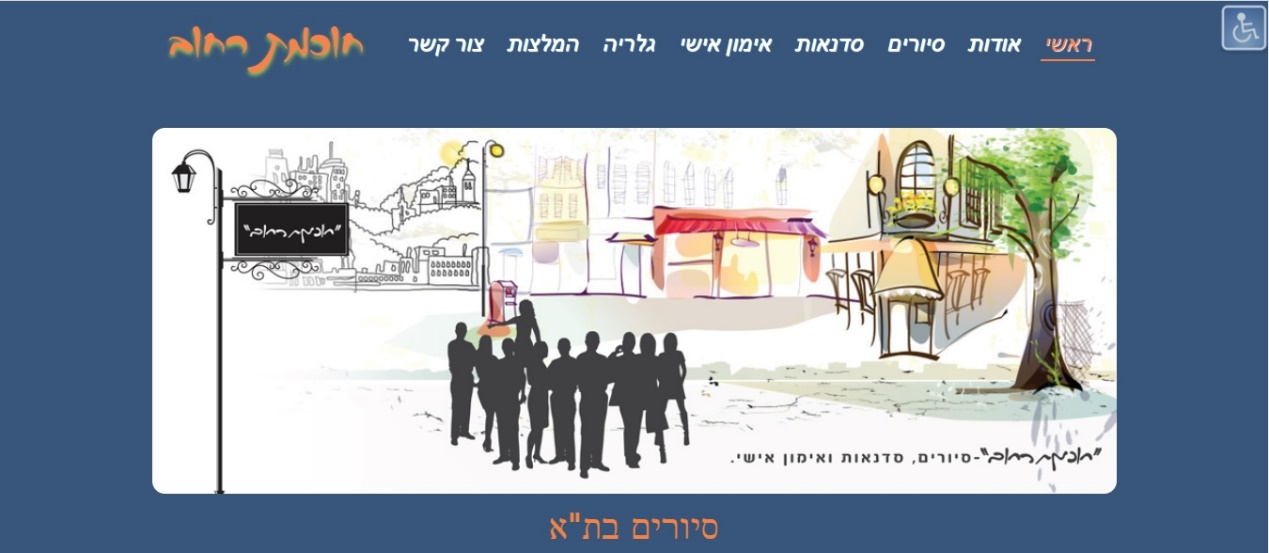 ראשי אודות סיורים סדנאות אימון אישי גלריה המלצות צור קשר חוכמת רחוב
"חוכמת רחוב"
"חוכמת רחוב"-סיורים, סדנאות ואימון אישי.
סיורים בת"א